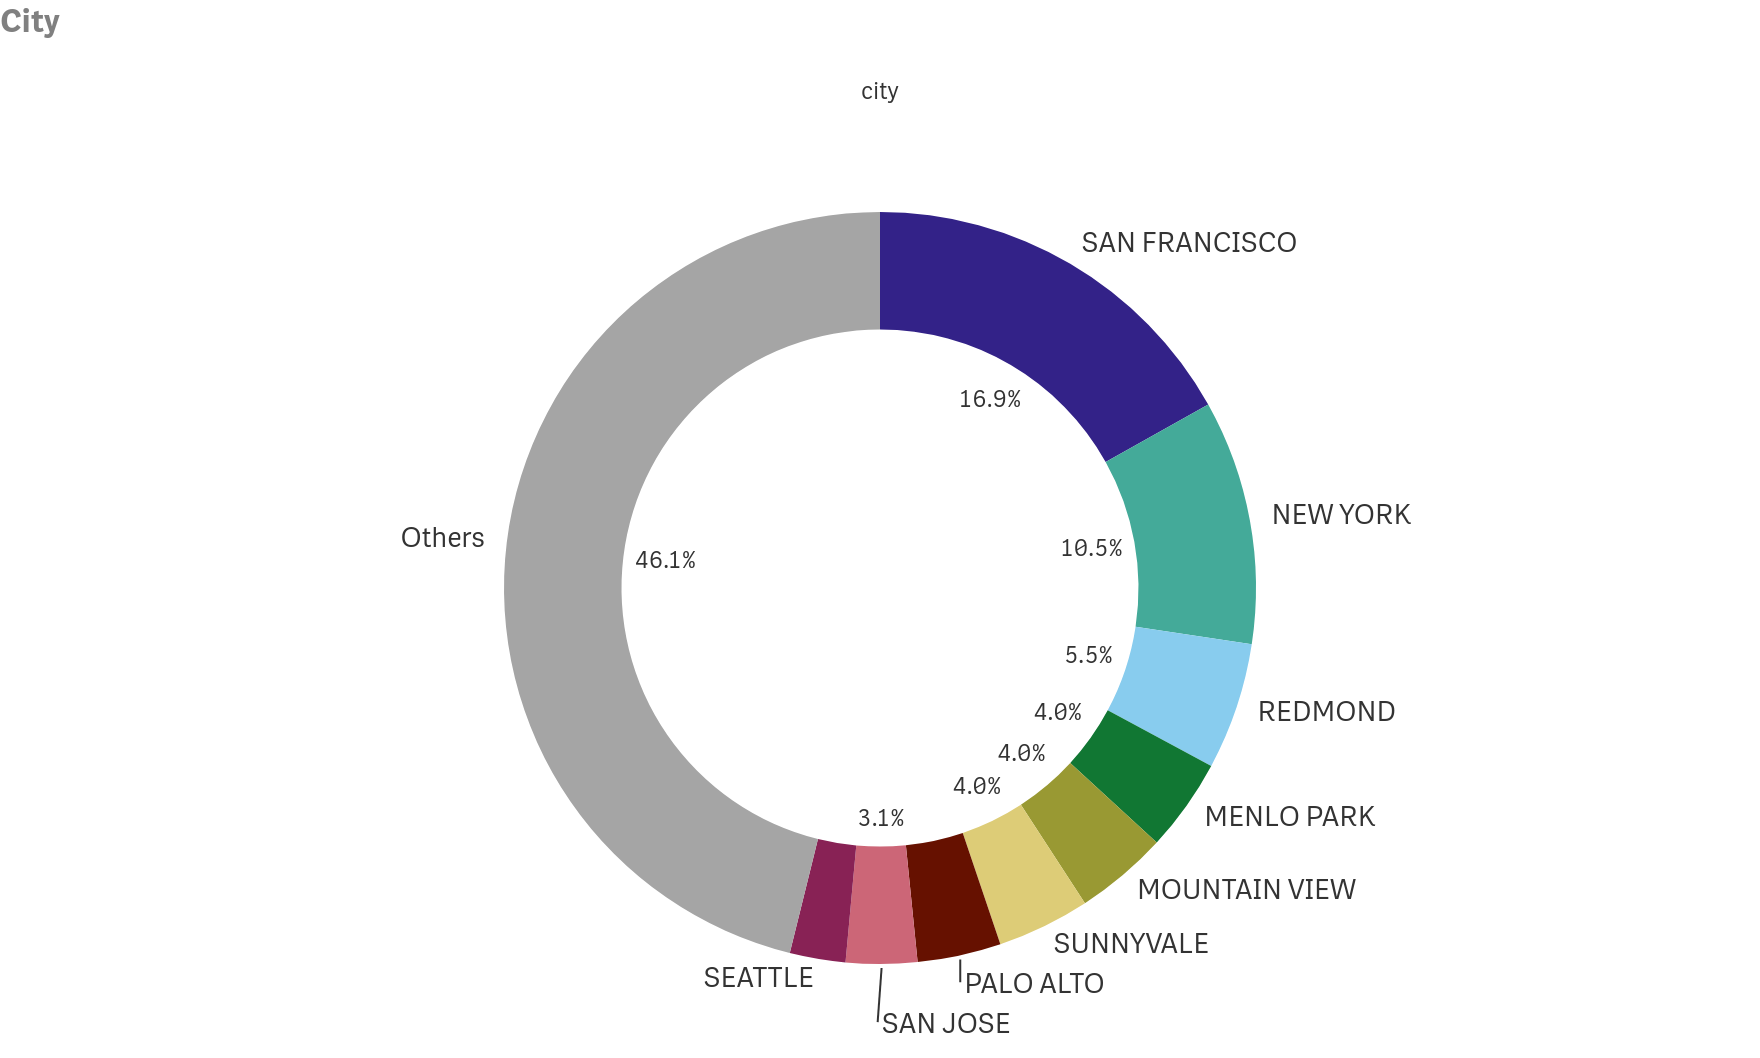 City
city
SAN FRANCISCO
16.9%
NEW YORK
10.5%
Others
46.1%
5.5%
REDMOND
4.0%
4.0%
4.0%
3.1%
MENLO PARK
MOUNTAIN VIEW
SUNNYVALE
SEATTLE
PALO ALTO
SAN JOSE